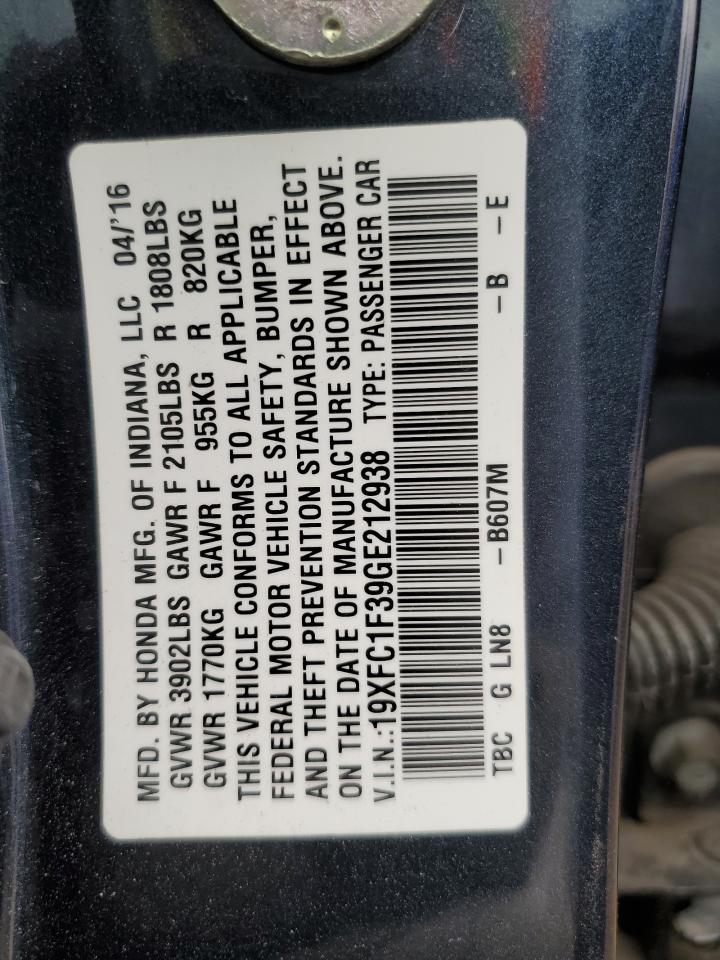 MFD. BY HONDA MFG. OF INDIANA, LLC 04/'16
GVWR 3902LBS GAWR F 2105LBS R 1808LBS
GVWR 1770KG GAWR F 955KG R 820KG
THIS VEHICLE CONFORMS TO ALL APPLICABLE
FEDERAL MOTOR VEHICLE SAFETY, BUMPER,
AND THEFT PREVENTION STANDARDS IN EFFECT
ON THE DATE OF MANUFACTURE SHOWN ABOVE.
V.I.N.:19XFC1F39GE212938 TYPE: PASSENGER CAR
TBC G LN8 –B607M –B –E